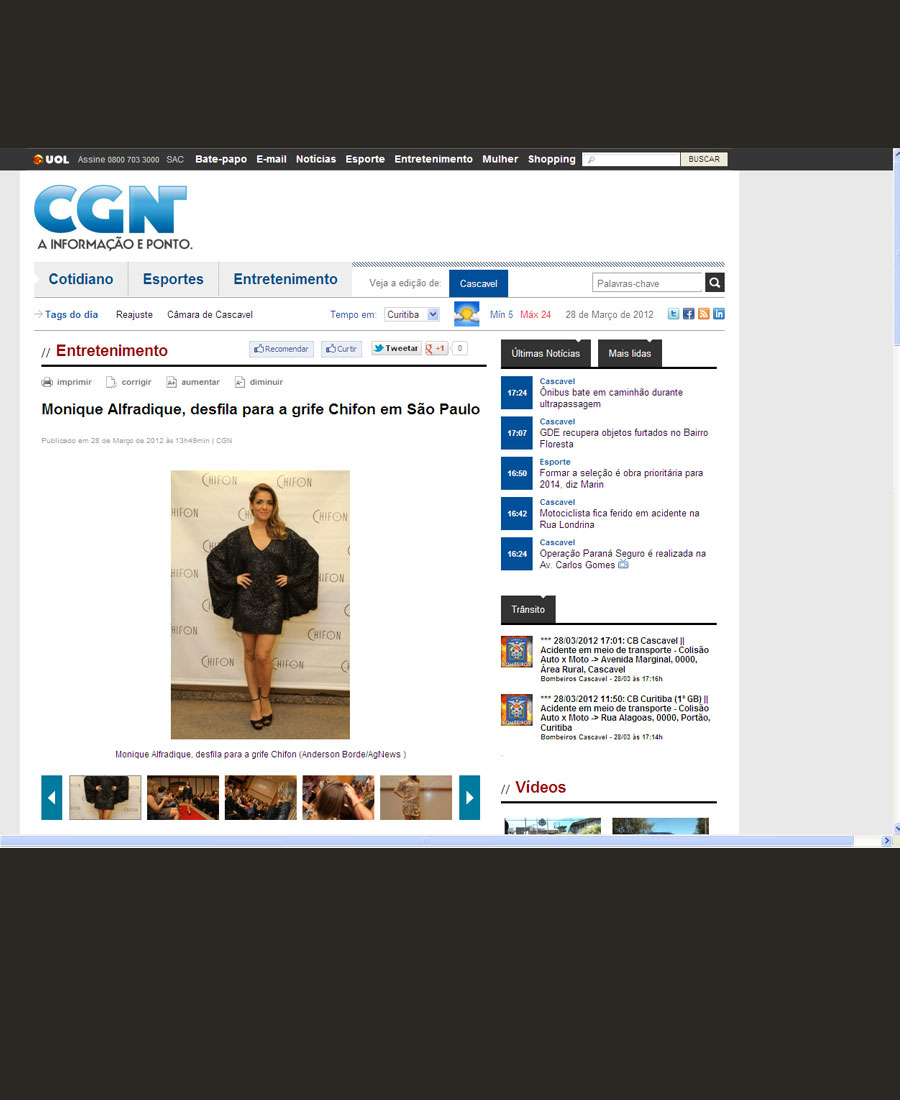 UOL Assine 0800 703 3000 SAC Bate-papo E-mail Notícias Esporte Entretenimento Mulher Shopping BUSCAR
CGN
A INFORMAÇÃO E PONTO.
Cotidiano Esportes Entretenimento Veja a edição de: Cascavel Palavras-chave
Tags do dia Reajuste Câmara de Cascavel Tempo em: Curitiba Mín 5 Máx 24 28 de Março de 2012
// Entretenimento Recomendar Curtir Tweetar +1 0
imprimir corrigir aumentar diminuir
Monique Alfradique, desfila para a grife Chifon em São Paulo
Publicado em 28 de Março de 2012 às 13h49min | CGN
CHIFON CHIFON
HIFON CHIFON
CHIFON
HIFON CHIFON
HIFON CHIFON
CHIFON CHIFON
Monique Alfradique, desfila para a grife Chifon (Anderson Borde/AgNews )
Últimas Notícias Mais lidas
17:24 Cascavel
Ônibus bate em caminhão durante
ultrapassagem
17:07 Cascavel
GDE recupera objetos furtados no Bairro
Floresta
16:50 Esporte
Formar a seleção é obra prioritária para
2014, diz Marin
16:42 Cascavel
Motociclista fica ferido em acidente na
Rua Londrina
16:24 Cascavel
Operação Paraná Seguro é realizada na
Av. Carlos Gomes
Trânsito
*** 28/03/2012 17:01: CB Cascavel ||
Acidente em meio de transporte - Colisão
Auto x Moto -> Avenida Marginal, 0000,
Área Rural, Cascavel
Bombeiros Cascavel - 28/03 às 17:16h
*** 28/03/2012 11:50: CB Curitiba (1º GB) ||
Acidente em meio de transporte - Colisão
Auto x Moto -> Rua Alagoas, 0000, Portão,
Curitiba
Bombeiros Cascavel - 28/03 às 17:14h
// Vídeos